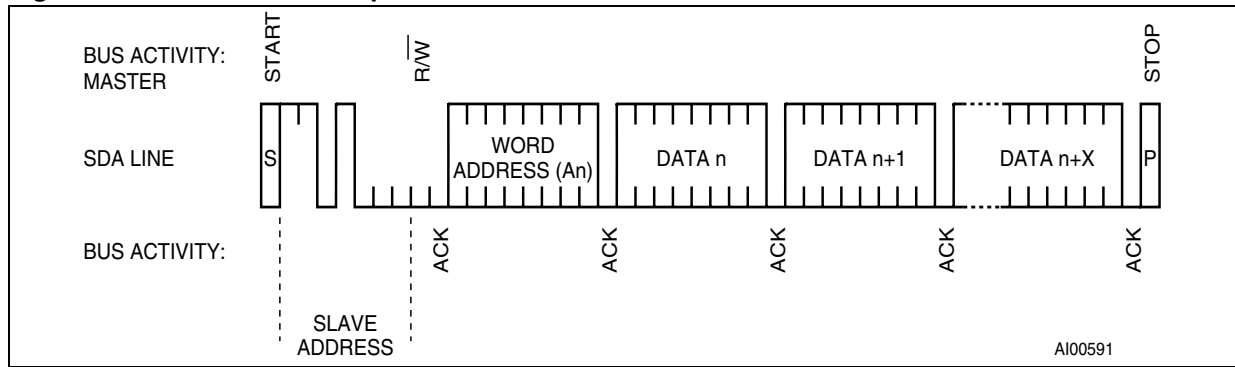 BUS ACTIVITY:
MASTER
START
R/W
STOP
SDA LINE
S
WORD
ADDRESS (An)
DATA n
DATA n+1
DATA n+X
P
BUS ACTIVITY:
ACK
ACK
ACK
ACK
ACK
SLAVE
ADDRESS
AI00591